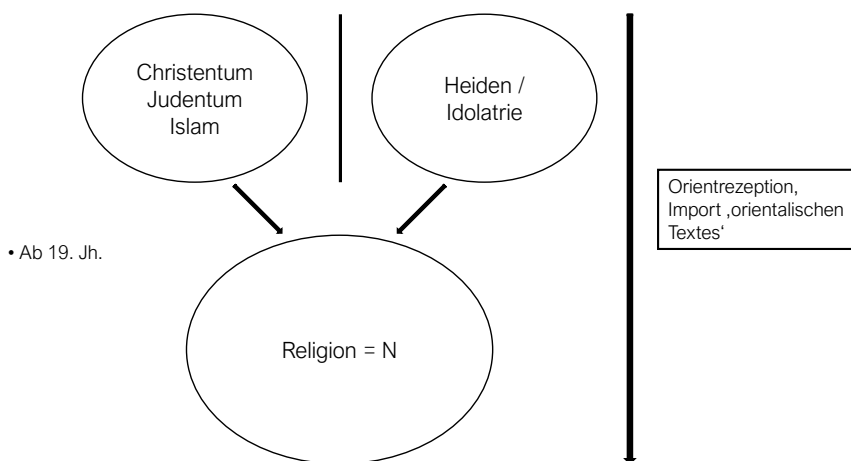 Christentum
Judentum
Islam
Heiden /
Idolatrie
Orientrezeption,
Import ‚orientalischen
Textes‘
• Ab 19. Jh.
Religion = N